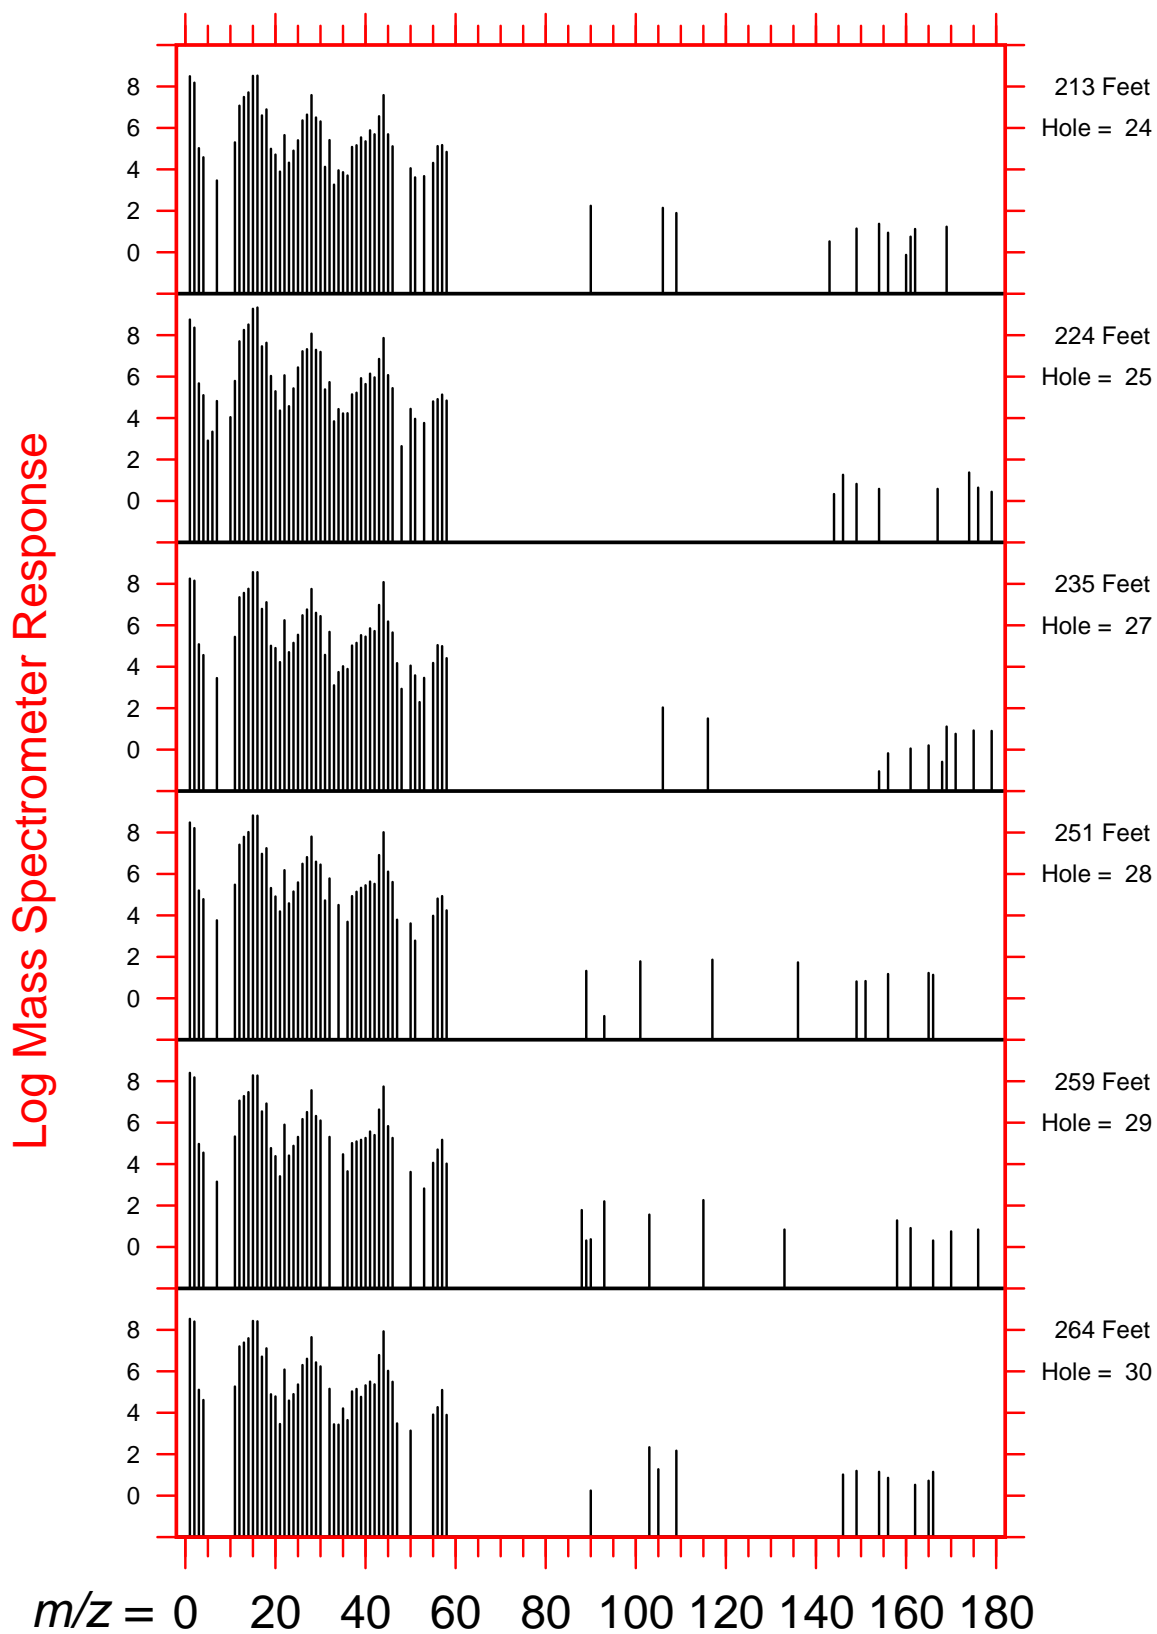 8
213 Feet
6
Hole = 24
4
2
0
8
224 Feet
6
Hole = 25
4
2
0
8
235 Feet
6
Hole = 27
4
2
0
8
251 Feet
6
Hole = 28
4
2
0
8
259 Feet
6
Hole = 29
4
2
0
8
264 Feet
6
Hole = 30
4
2
0
Log Mass Spectrometer Response
m/z = 0 20 40 60 80 100 120 140 160 180